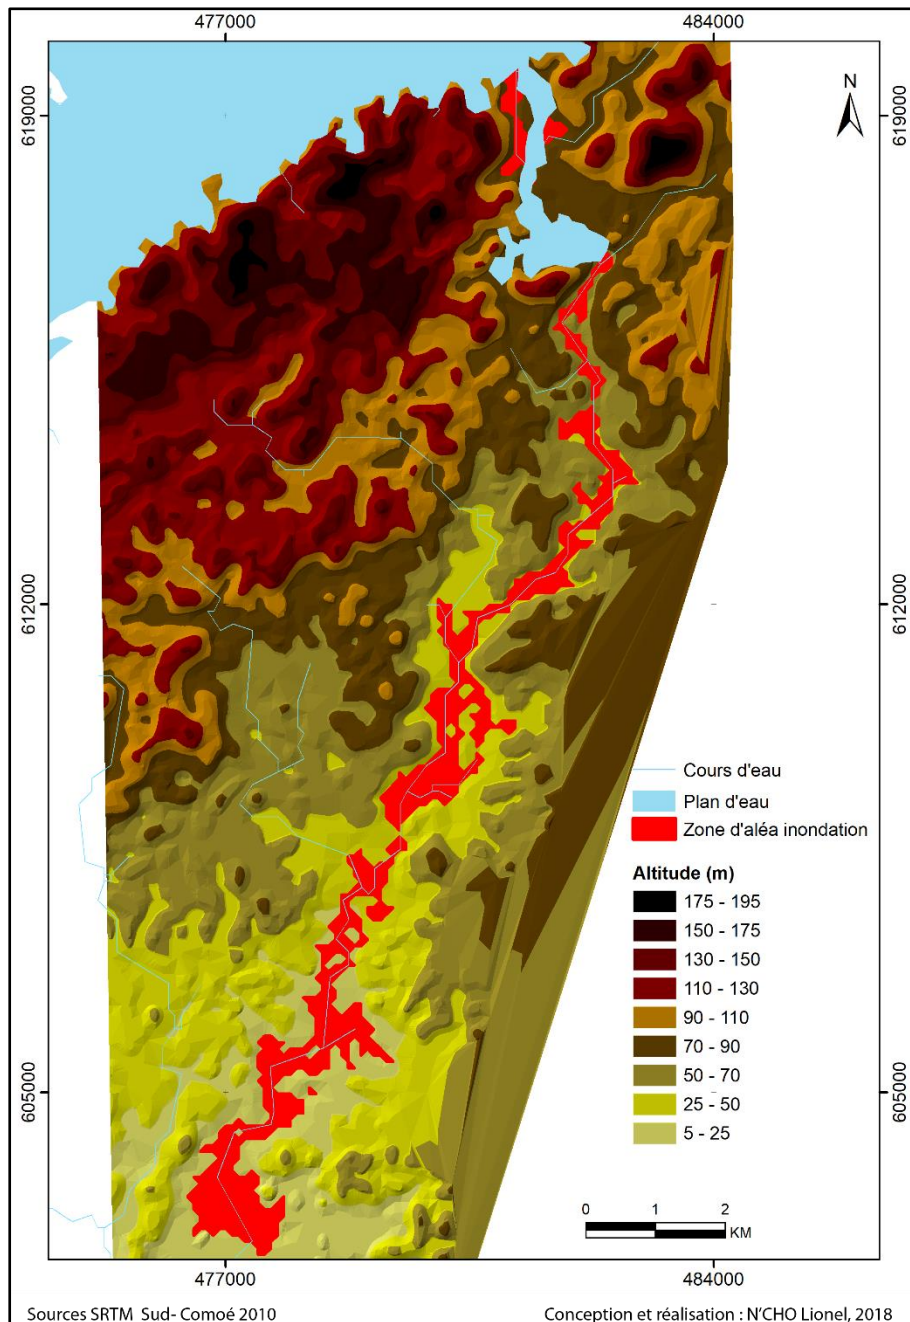 477000
484000
619000
619000
N
612000
612000
Cours d'eau
Plan d'eau
Zone d'aléa inondation
Altitude (m)
175 - 195
150 - 175
130 - 150
110 - 130
90 - 110
70 - 90
50 - 70
25 - 50
5 - 25
605000
605000
0 1 2
KM
477000
484000
Sources SRTM Sud- Comoé 2010
Conception et réalisation : N'CHO Lionel, 2018